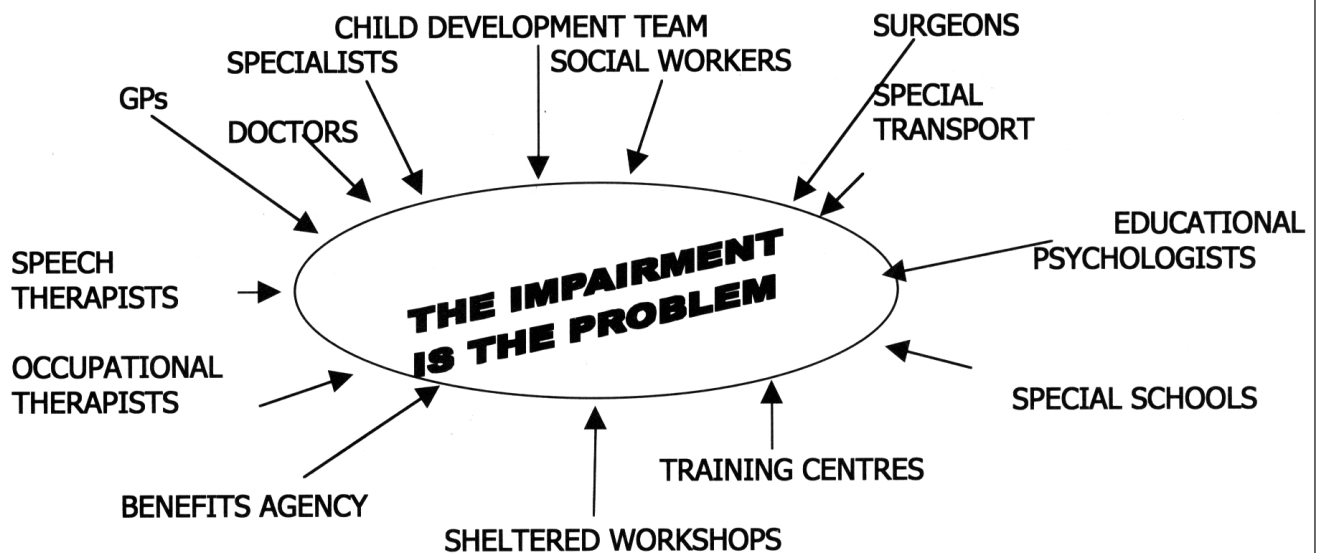 CHILD DEVELOPMENT TEAM
SURGEONS
SPECIALISTS
SOCIAL WORKERS
GPs
SPECIAL
TRANSPORT
DOCTORS
EDUCATIONAL
PSYCHOLOGISTS
SPEECH
THERAPISTS
THE IMPAIRMENT
IS THE PROBLEM
OCCUPATIONAL
THERAPISTS
SPECIAL SCHOOLS
TRAINING CENTRES
BENEFITS AGENCY
SHELTERED WORKSHOPS